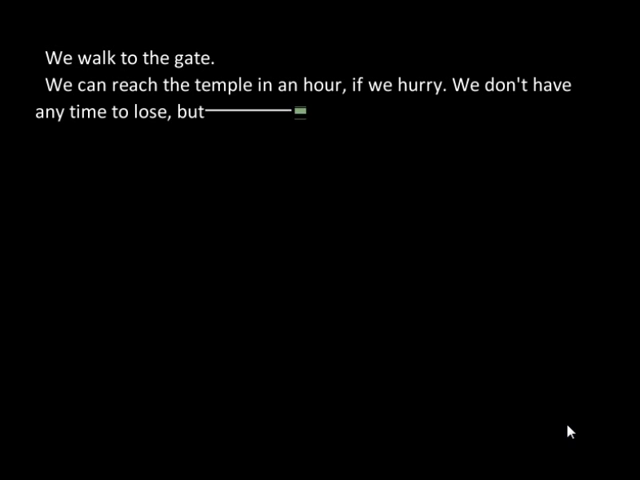 We walk to the gate.
We can reach the temple in an hour, if we hurry. We don't have
any time to lose, but————